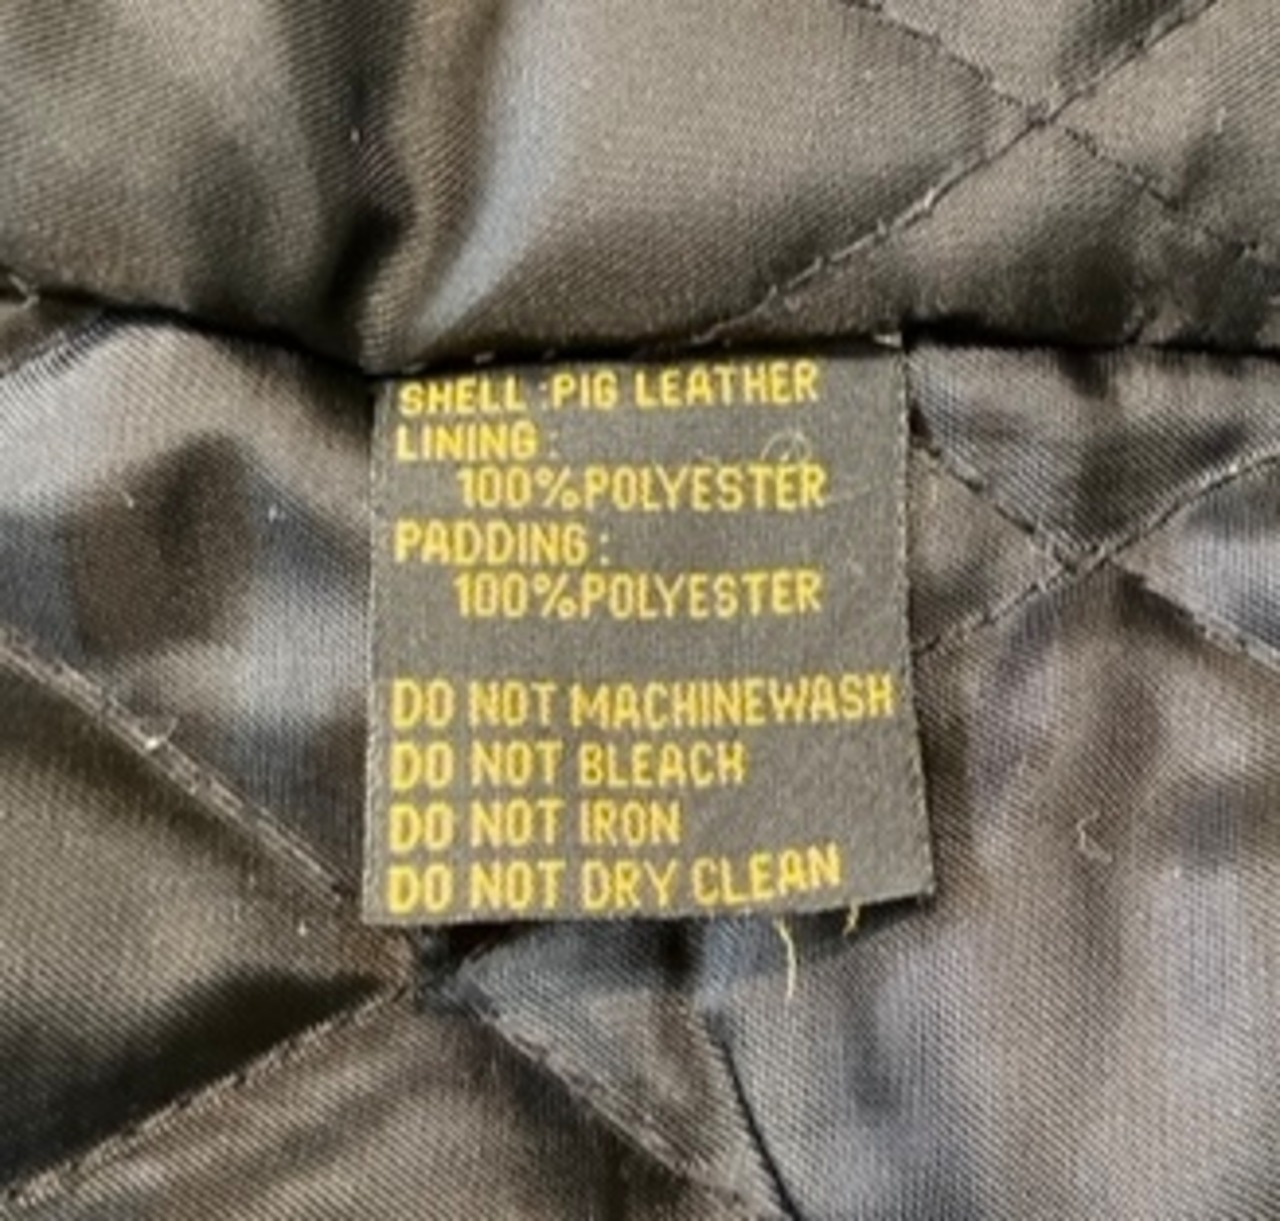 SHELL :PIG LEATHER
LINING :
100%POLYESTER
PADDING :
100%POLYESTER
DO NOT MACHINEWASH
DO NOT BLEACH
DO NOT IRON
DO NOT DRY CLEAN